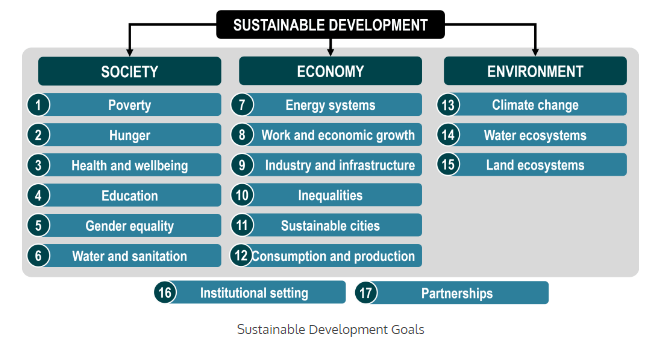 SUSTAINABLE DEVELOPMENT
SOCIETY
1 Poverty
2 Hunger
3 Health and wellbeing
4 Education
5 Gender equality
6 Water and sanitation
ECONOMY
7 Energy systems
8 Work and economic growth
9 Industry and infrastructure
10 Inequalities
11 Sustainable cities
12 Consumption and production
ENVIRONMENT
13 Climate change
14 Water ecosystems
15 Land ecosystems
16 Institutional setting
17 Partnerships
Sustainable Development Goals